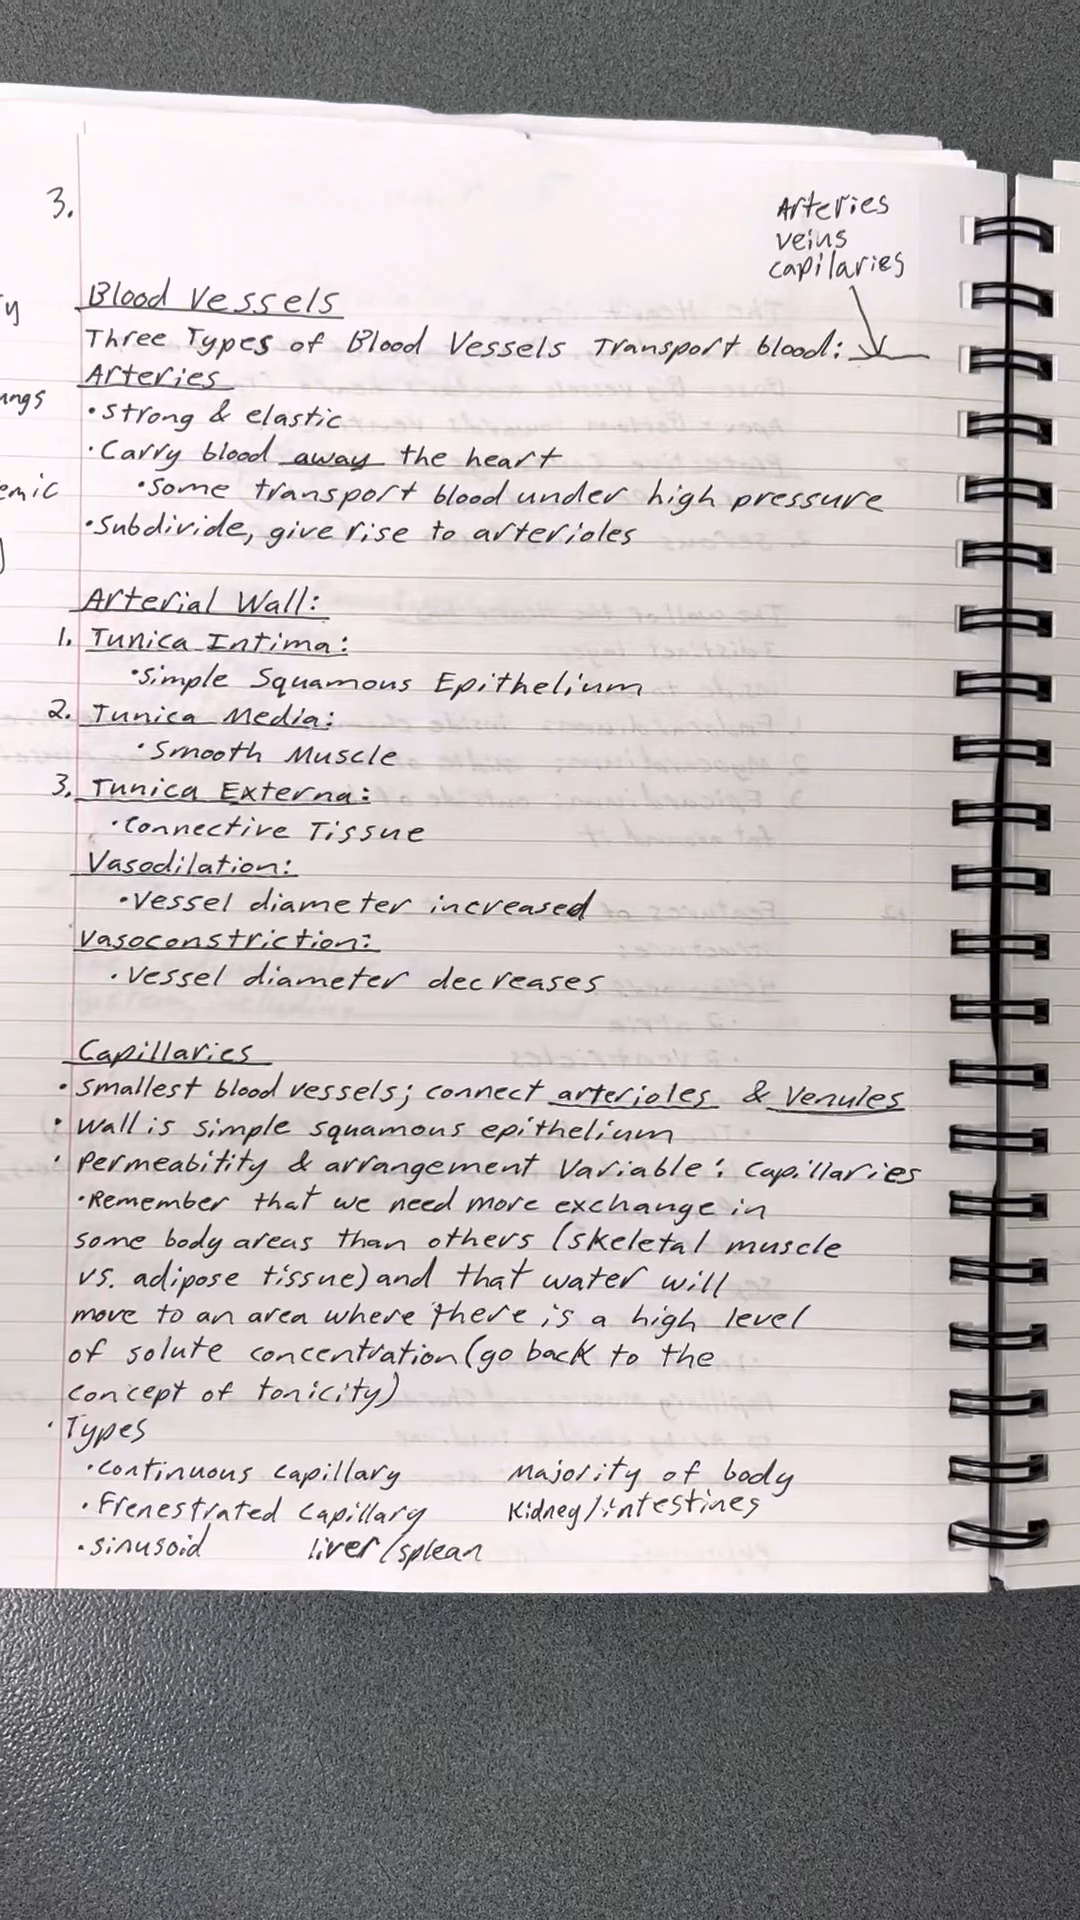 3.
Arteries
veins
capilaries
Blood Vessels
Three Types of Blood Vessels Transport blood:
Arteries
•Strong & elastic
•Carry blood away the heart
•Some transport blood under high pressure
•Subdivide, give rise to arterioles
Arterial Wall:
1. Tunica Intima:
•Simple Squamous Epithelium
2. Tunica Media:
•Smooth Muscle
3. Tunica Externa:
•Connective Tissue
Vasodilation:
•Vessel diameter increased
Vasoconstriction:
•Vessel diameter decreases
Capillaries
•Smallest blood vessels; connect arterioles & Venules
•Wall is simple squamous epithelium
•Permeabitity & arrangement Variable: Capillaries
•Remember that we need more exchange in
some body areas than others (skeletal muscle
vs. adipose tissue) and that water will
move to an area where there is a high level
of solute concentration (go back to the
concept of tonicity)
•Types
•Continuous Capillary Majority of body
•Frenestrated Capillary Kidney/intestines
•sinusoid liver/splean